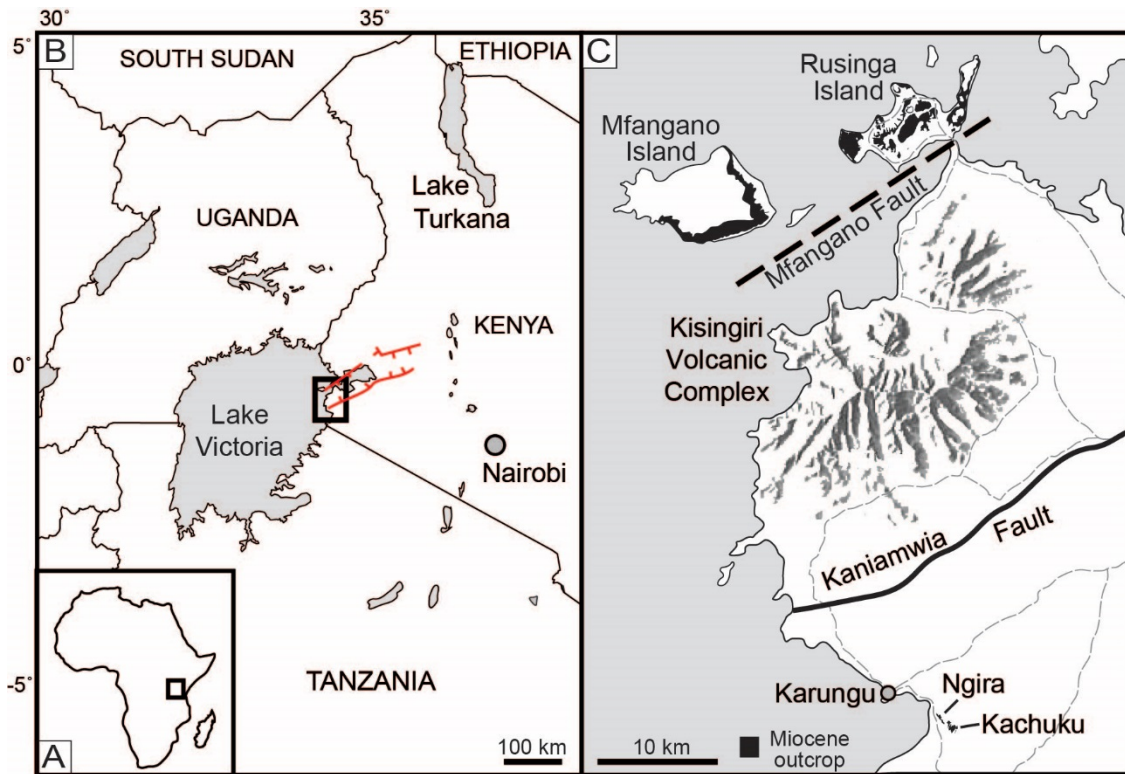 30°
35°
5°
B
SOUTH SUDAN
ETHIOPIA
Lake
Turkana
UGANDA
KENYA
0°
Lake
Victoria
Nairobi
-5°
TANZANIA
A
100 km
C
Rusinga
Island
Mfangano
Island
Mfangano Fault
Kisingiri
Volcanic
Complex
Kaniamwia
Fault
Karungu
Ngira
Kachuku
10 km
Miocene
outcrop